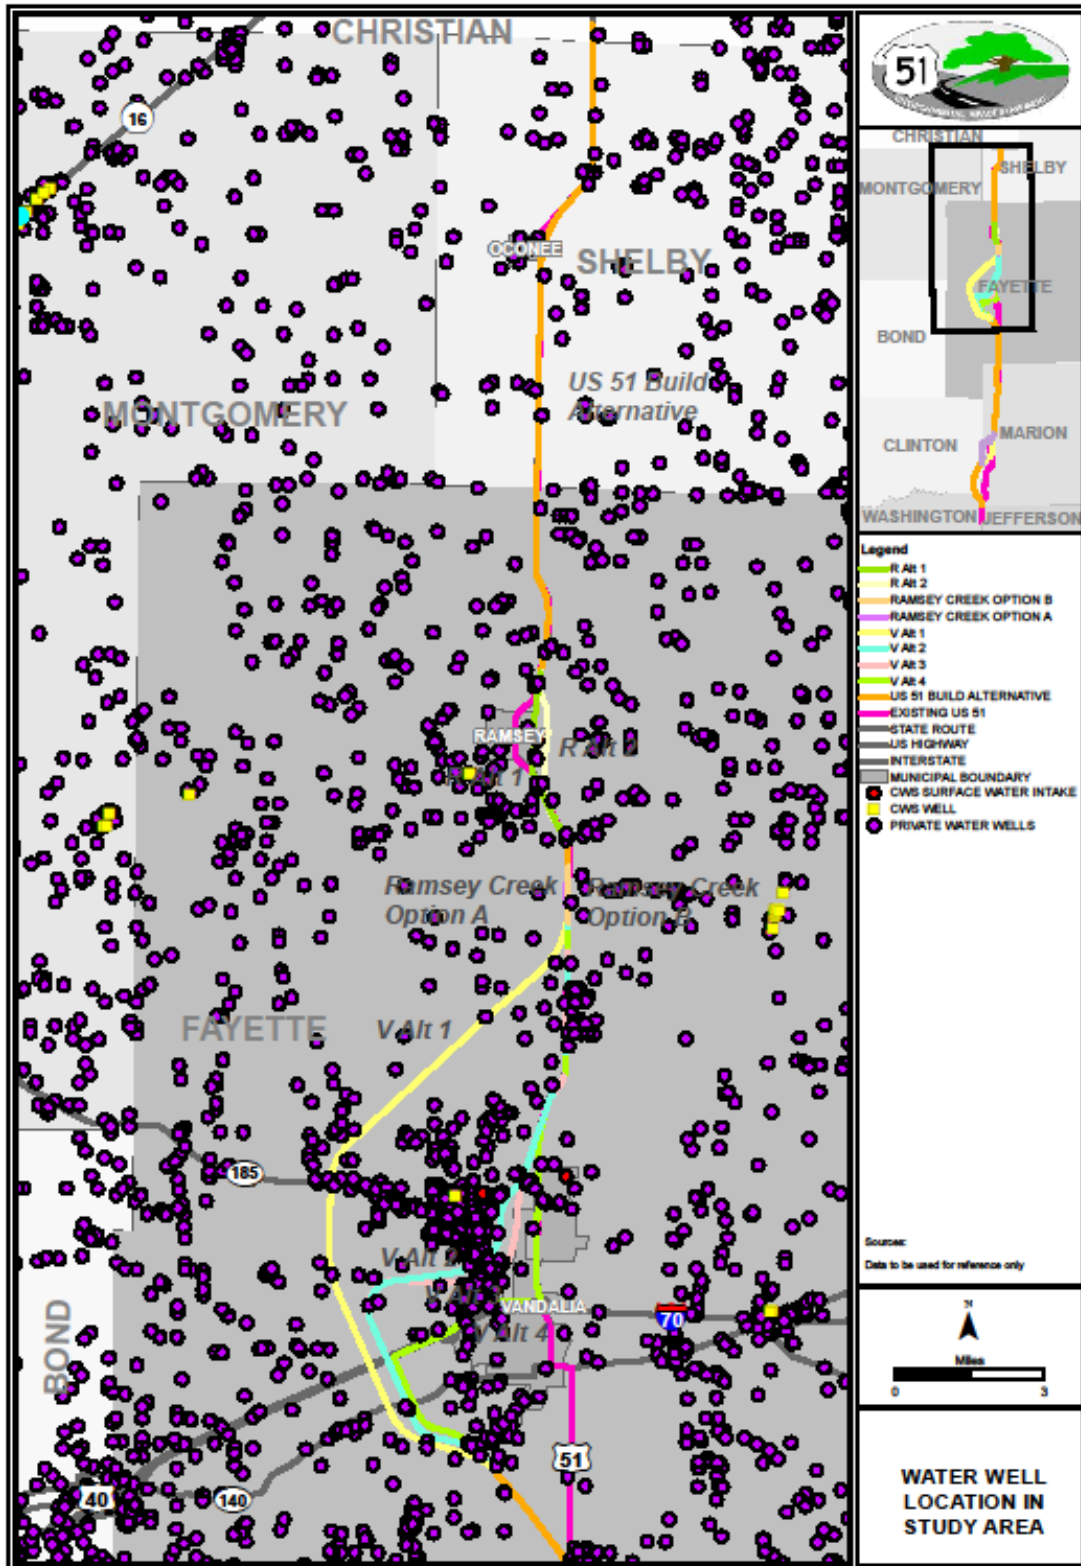 CHRISTIAN
16
OCONEE
SHELBY
US 51 Build
Alternative
MONTGOMERY
RAMSEY
R Alt 2
R Alt 1
Ramsey Creek
Option A
Ramsey Creek
Option B
FAYETTE
V Alt 1
185
V Alt 2
V Alt
VANDALIA
V Alt 4
70
BOND
51
40
140
51
CHRISTIAN
SHELBY
MONTGOMERY
FAYETTE
BOND
MARION
CLINTON
WASHINGTON
JEFFERSON
Legend
R Alt 1
R Alt 2
RAMSEY CREEK OPTION B
RAMSEY CREEK OPTION A
V Alt 1
V Alt 2
V Alt 3
V Alt 4
US 51 BUILD ALTERNATIVE
EXISTING US 51
STATE ROUTE
US HIGHWAY
INTERSTATE
MUNICIPAL BOUNDARY
CWS SURFACE WATER INTAKE
CWS WELL
PRIVATE WATER WELLS
Sources:
Data to be used for reference only
N
Miles
0 3
WATER WELL
LOCATION IN
STUDY AREA